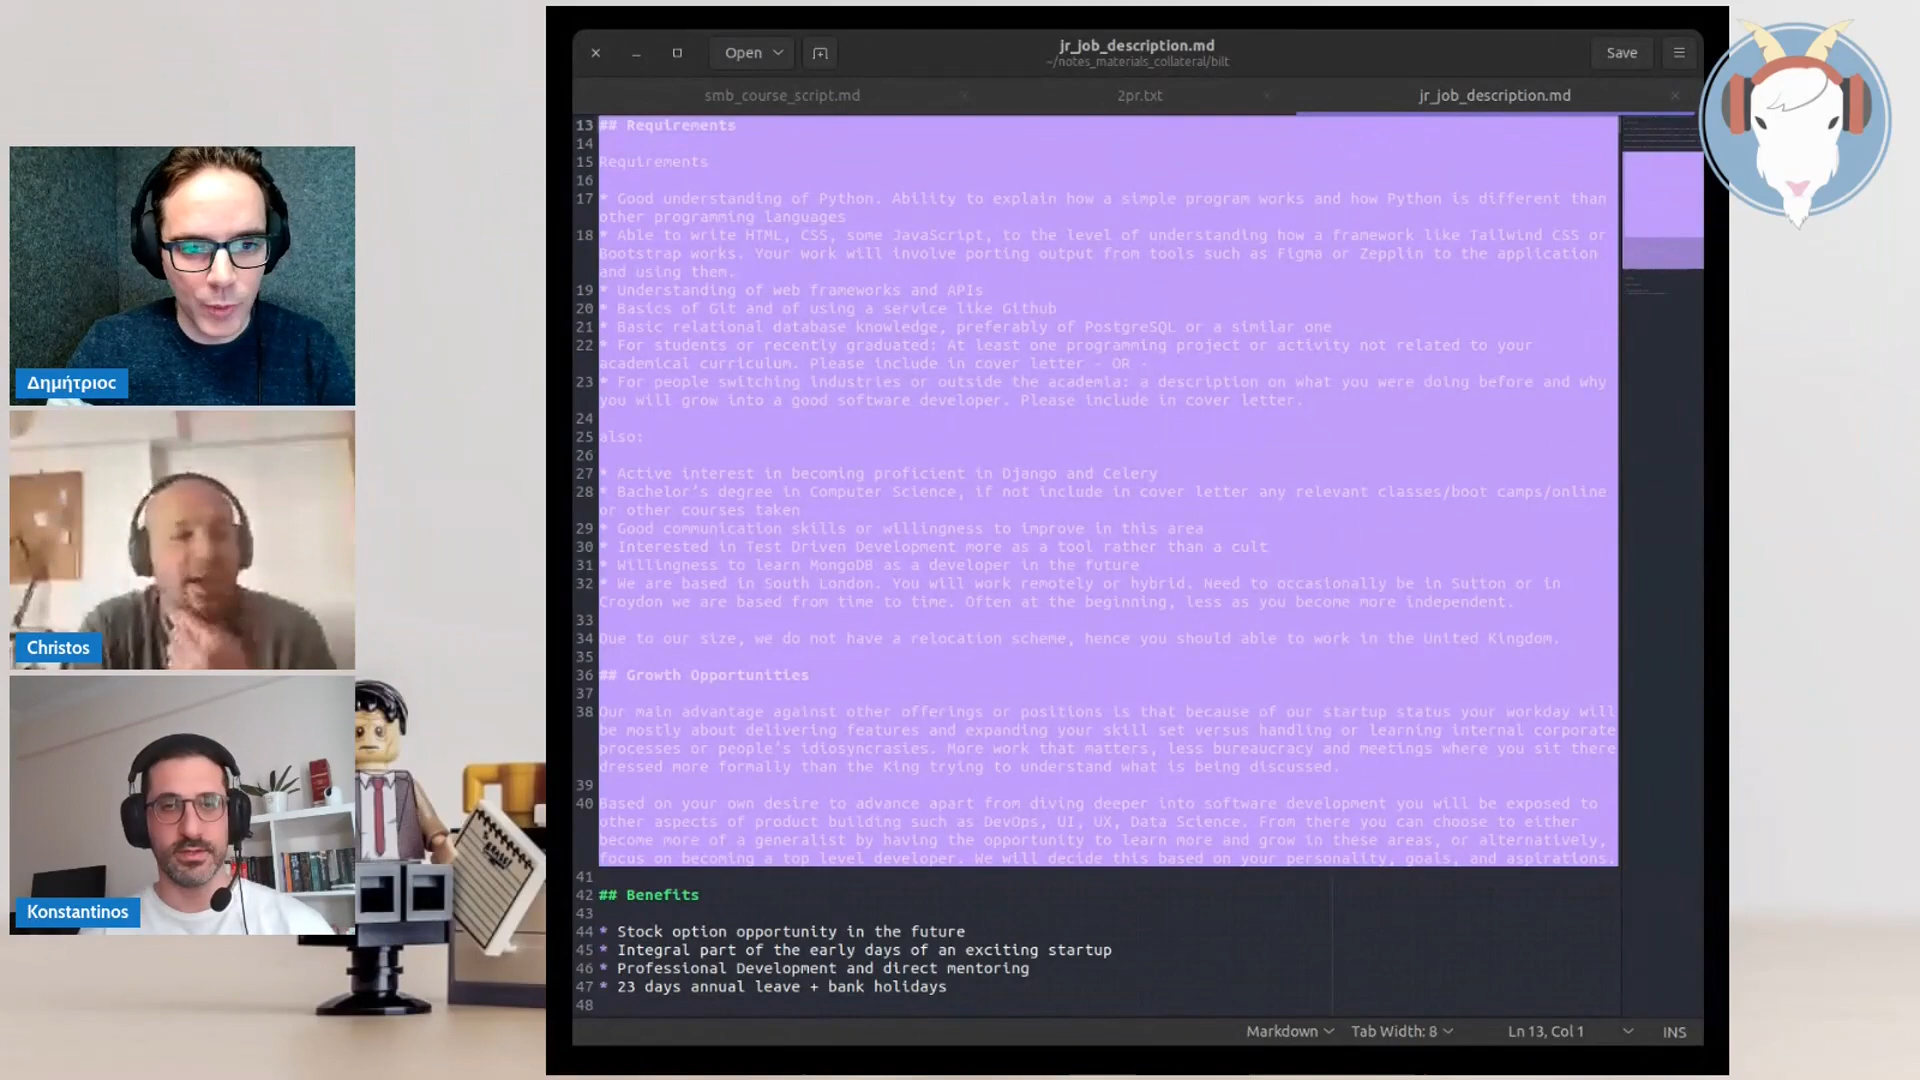 Open
jr_job_description.md
~/notes_materials_collateral/bilt
Save
smb_course_script.md
2pr.txt
jr_job_description.md
13 ## Requirements
14
15 Requirements
16
17 * Good understanding of Python. Ability to explain how a simple program works and how Python is different than
other programming languages
18 * Able to write HTML, CSS, some JavaScript, to the level of understanding how a framework like Tailwind CSS or
Bootstrap works. Your work will involve porting output from tools such as Figma or Zepplin to the application
and using them.
19 * Understanding of web frameworks and APIs
20 * Basics of Git and of using a service like Github
21 * Basic relational database knowledge, preferably of PostgreSQL or a similar one
22 * For students or recently graduated: At least one programming project or activity not related to your
academical curriculum. Please include in cover letter - OR -
23 * For people switching industries or outside the academia: a description on what you were doing before and why
you will grow into a good software developer. Please include in cover letter.
24
25 also:
26
27 * Active interest in becoming proficient in Django and Celery
28 * Bachelor's degree in Computer Science, if not include in cover letter any relevant classes/boot camps/online
or other courses taken
29 * Good communication skills or willingness to improve in this area
30 * Interested in Test Driven Development more as a tool rather than a cult
31 * Willingness to learn MongoDB as a developer in the future
32 * We are based in South London. You will work remotely or hybrid. Need to occasionally be in Sutton or in
Croydon we are based from time to time. Often at the beginning, less as you become more independent.
33
34 Due to our size, we do not have a relocation scheme, hence you should able to work in the United Kingdom.
35
36 ## Growth Opportunities
37
38 Our main advantage against other offerings or positions is that because of our startup status your workday will
be mostly about delivering features and expanding your skill set versus handling or learning internal corporate
processes or people's idiosyncrasies. More work that matters, less bureaucracy and meetings where you sit there
dressed more formally than the King trying to understand what is being discussed.
39
40 Based on your own desire to advance apart from diving deeper into software development you will be exposed to
other aspects of product building such as DevOps, UI, UX, Data Science. From there you can choose to either
become more of a generalist by having the opportunity to learn more and grow in these areas, or alternatively,
focus on becoming a top level developer. We will decide this based on your personality, goals, and aspirations.
41
42 ## Benefits
43
44 * Stock option opportunity in the future
45 * Integral part of the early days of an exciting startup
46 * Professional Development and direct mentoring
47 * 23 days annual leave + bank holidays
48
Markdown
Tab Width: 8
Ln 13, Col 1
INS
Δημήτριος
Christos
Konstantinos